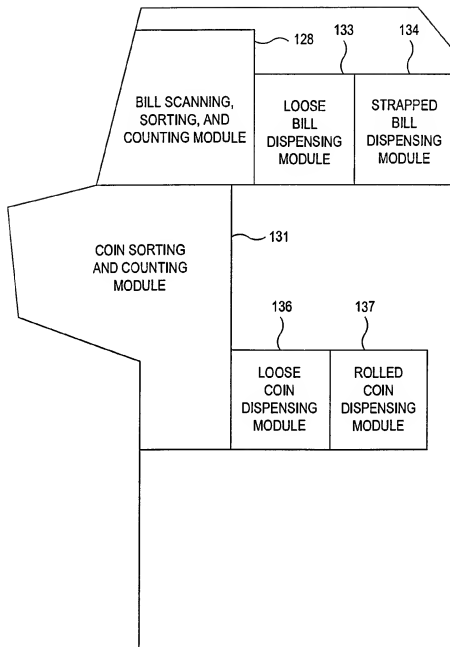 128
133
134
BILL SCANNING,
SORTING, AND
COUNTING MODULE
LOOSE
BILL
DISPENSING
MODULE
STRAPPED
BILL
DISPENSING
MODULE
COIN SORTING
AND COUNTING
MODULE
131
136
137
LOOSE
COIN
DISPENSING
MODULE
ROLLED
COIN
DISPENSING
MODULE